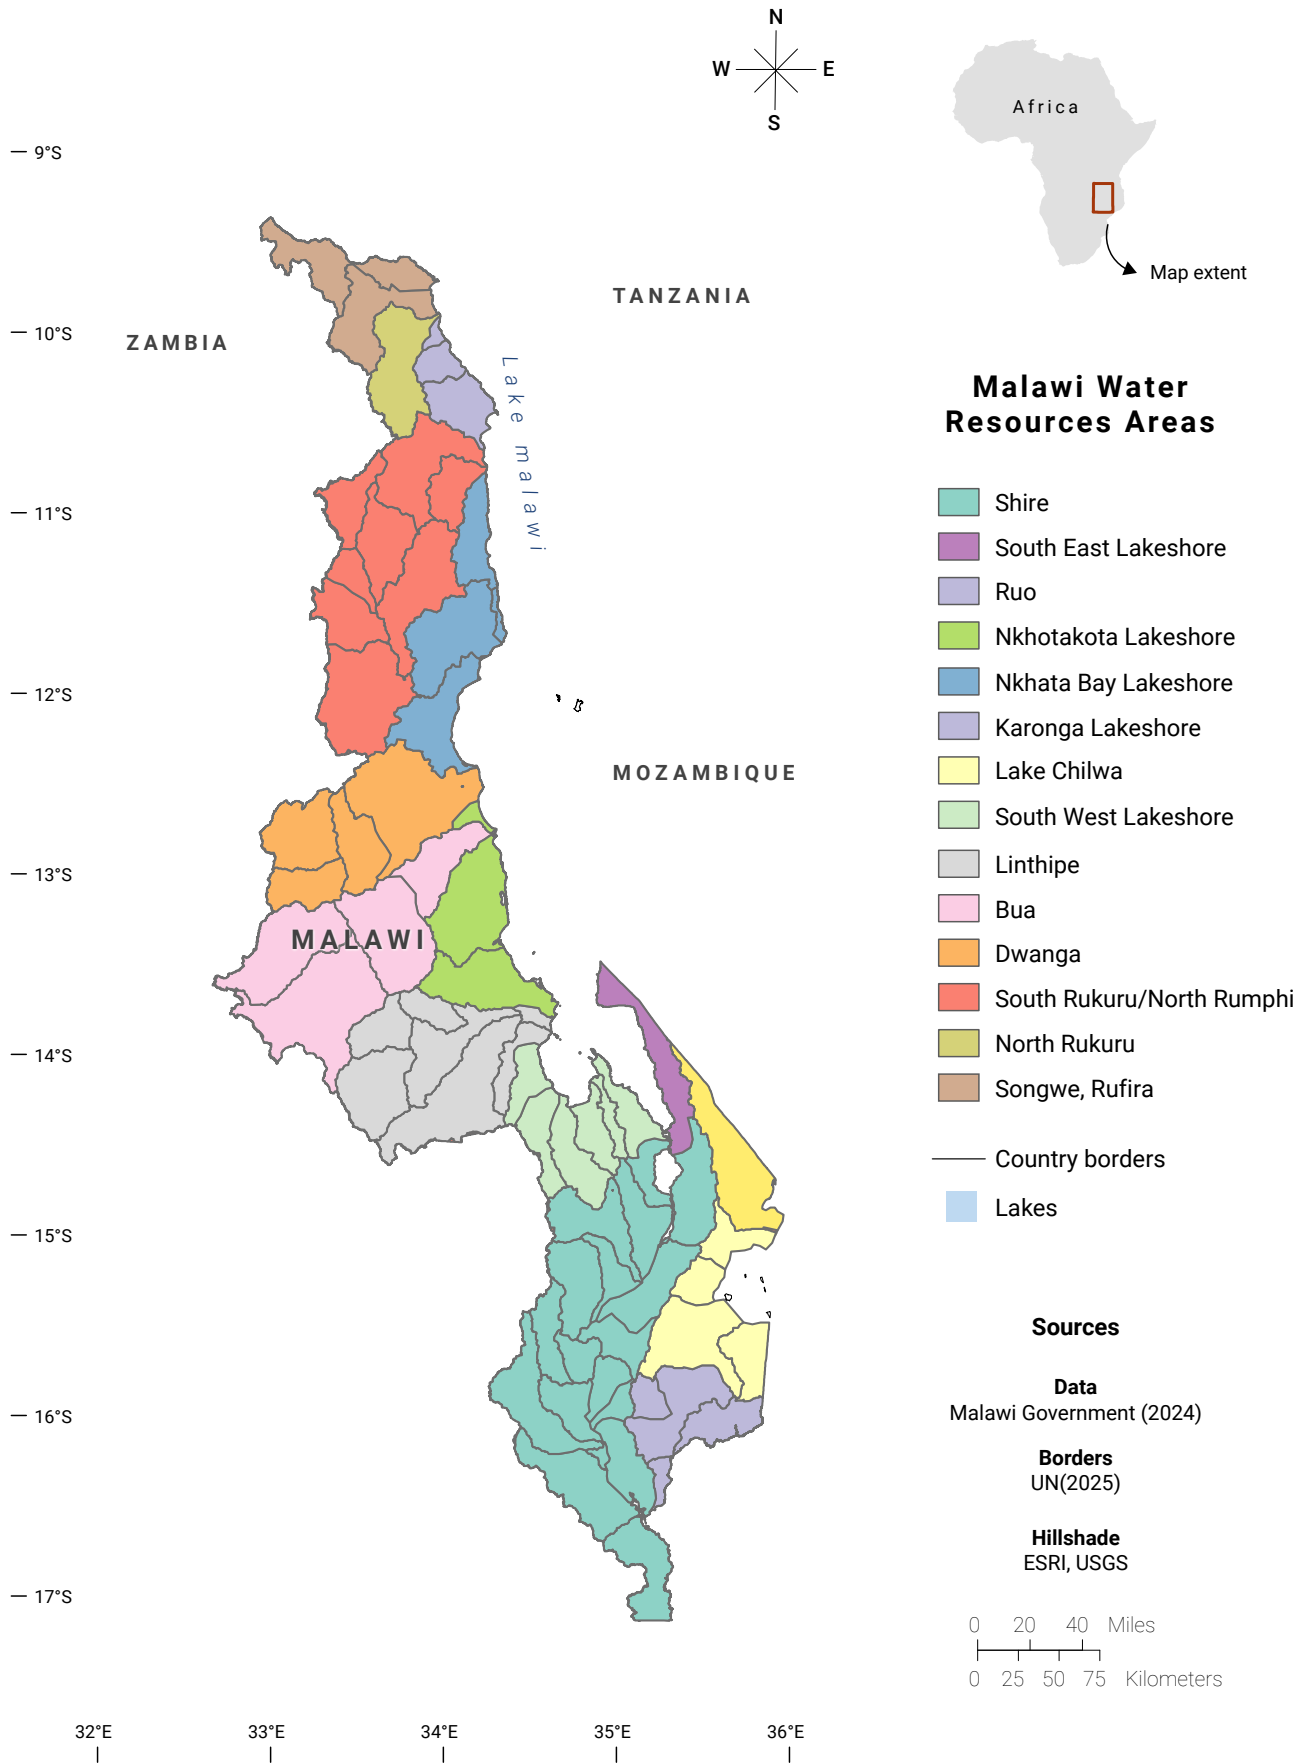 N
W
E
S
Africa
Map extent
9°S
10°S
11°S
12°S
13°S
14°S
15°S
16°S
17°S
ZAMBIA
TANZANIA
Lake malawi
MOZAMBIQUE
MALAWI
Malawi Water
Resources Areas
Shire
South East Lakeshore
Ruo
Nkhotakota Lakeshore
Nkhata Bay Lakeshore
Karonga Lakeshore
Lake Chilwa
South West Lakeshore
Linthipe
Bua
Dwanga
South Rukuru/North Rumphi
North Rukuru
Songwe, Rufira
Country borders
Lakes
Sources
Data
Malawi Government (2024)
Borders
UN(2025)
Hillshade
ESRI, USGS
0 20 40 Miles
0 25 50 75 Kilometers
32°E 33°E 34°E 35°E 36°E